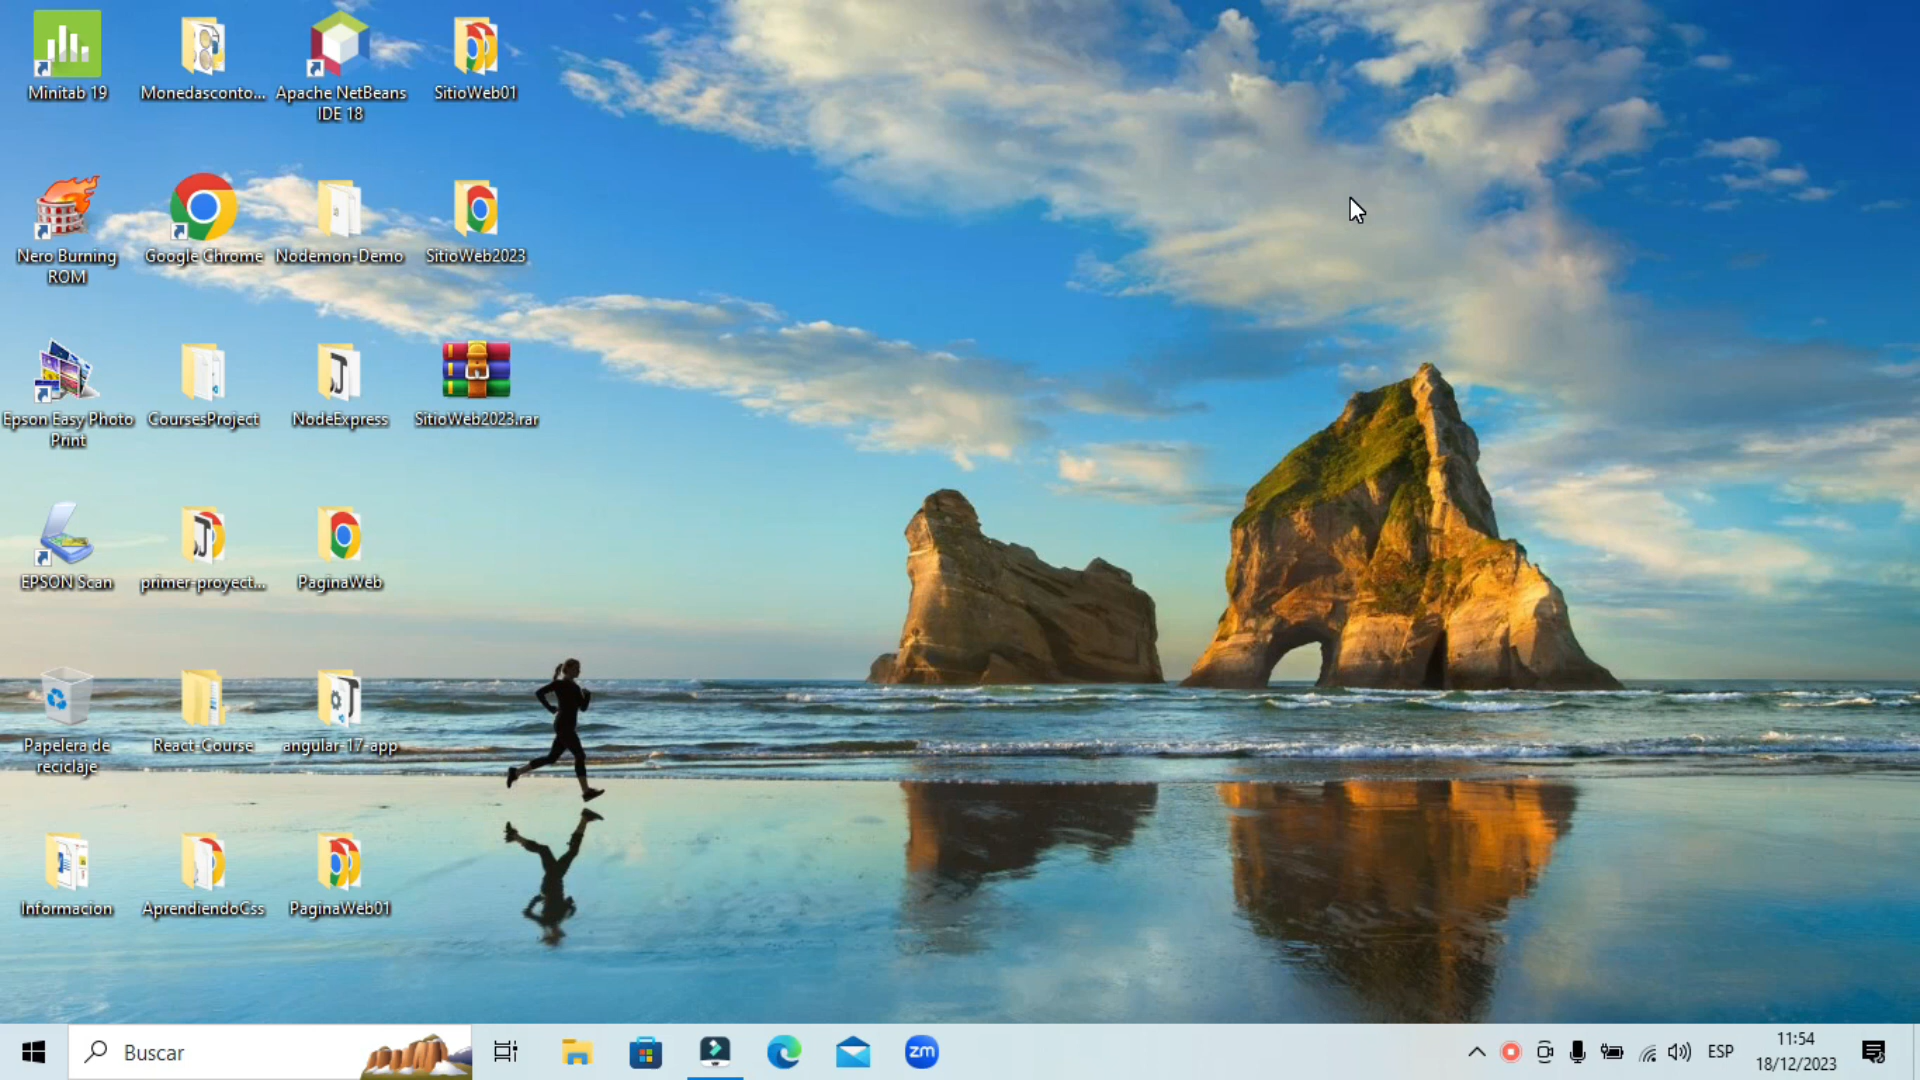 Minitab 19
Monedasconto...
Apache NetBeans
IDE 18
SitioWeb01
Nero Burning
ROM
Google Chrome
Nodemon-Demo
SitioWeb2023
Epson Easy Photo
Print
CoursesProject
NodeExpress
SitioWeb2023.rar
EPSON Scan
primer-proyect...
PaginaWeb
Papelera de
reciclaje
React-Course
angular-17-app
Informacion
AprendiendoCss
PaginaWeb01
Buscar
zm
ESP
11:54
18/12/2023